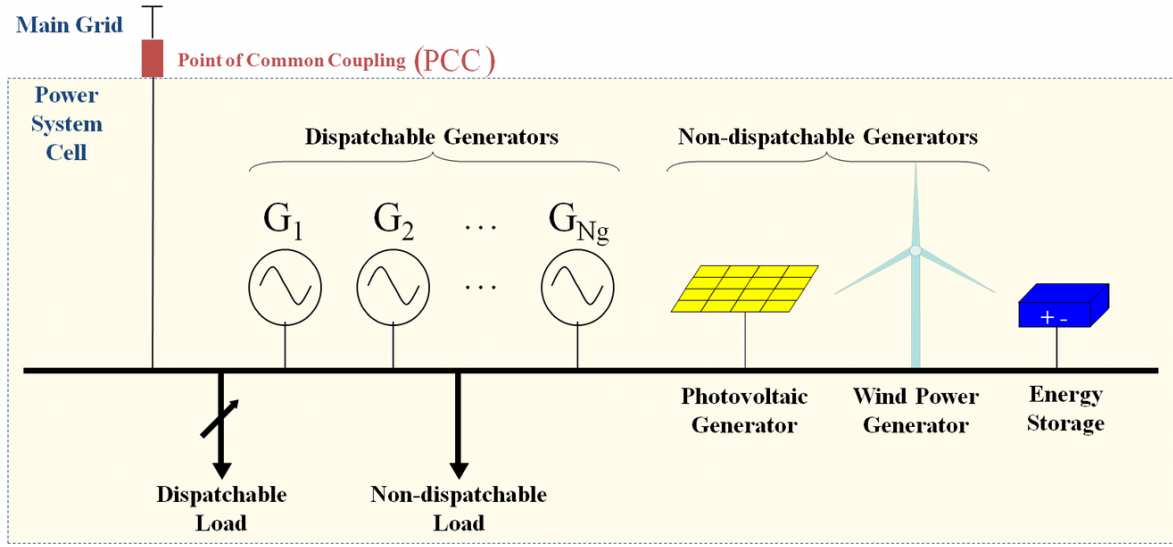 Main Grid
Point of Common Coupling (PCC)
Power
System
Cell
Dispatchable Generators
Non-dispatchable Generators
G1
G2
...
GNg
...
+ -
Photovoltaic
Generator
Wind Power
Generator
Energy
Storage
Dispatchable
Load
Non-dispatchable
Load